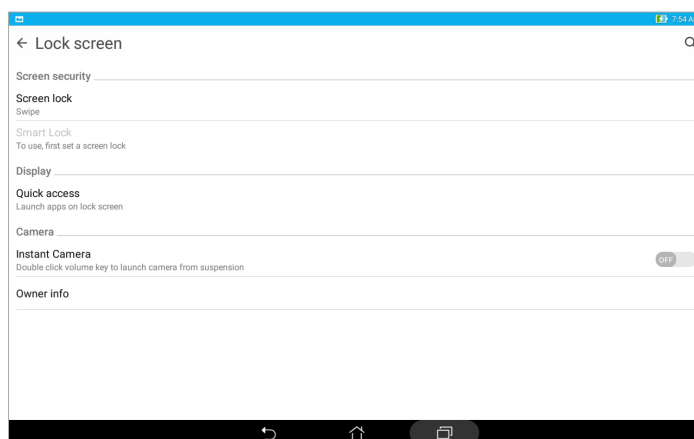 7:54 A
Lock screen
Screen security
Screen lock
Swipe
Smart Lock
To use, first set a screen lock
Display
Quick access
Launch apps on lock screen
Camera
Instant Camera
Double click volume key to launch camera from suspension
OFF
Owner info